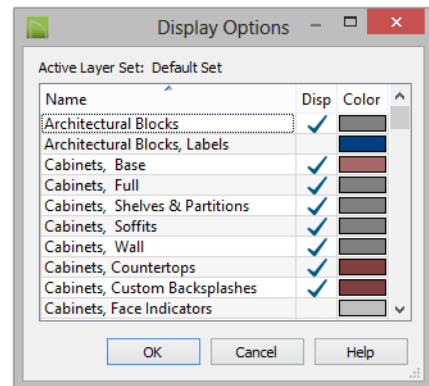 Display Options
Active Layer Set: Default Set
Name Disp Color
Architectural Blocks
Architectural Blocks, Labels
Cabinets, Base
Cabinets, Full
Cabinets, Shelves & Partitions
Cabinets, Soffits
Cabinets, Wall
Cabinets, Countertops
Cabinets, Custom Backsplashes
Cabinets, Face Indicators
OK Cancel Help